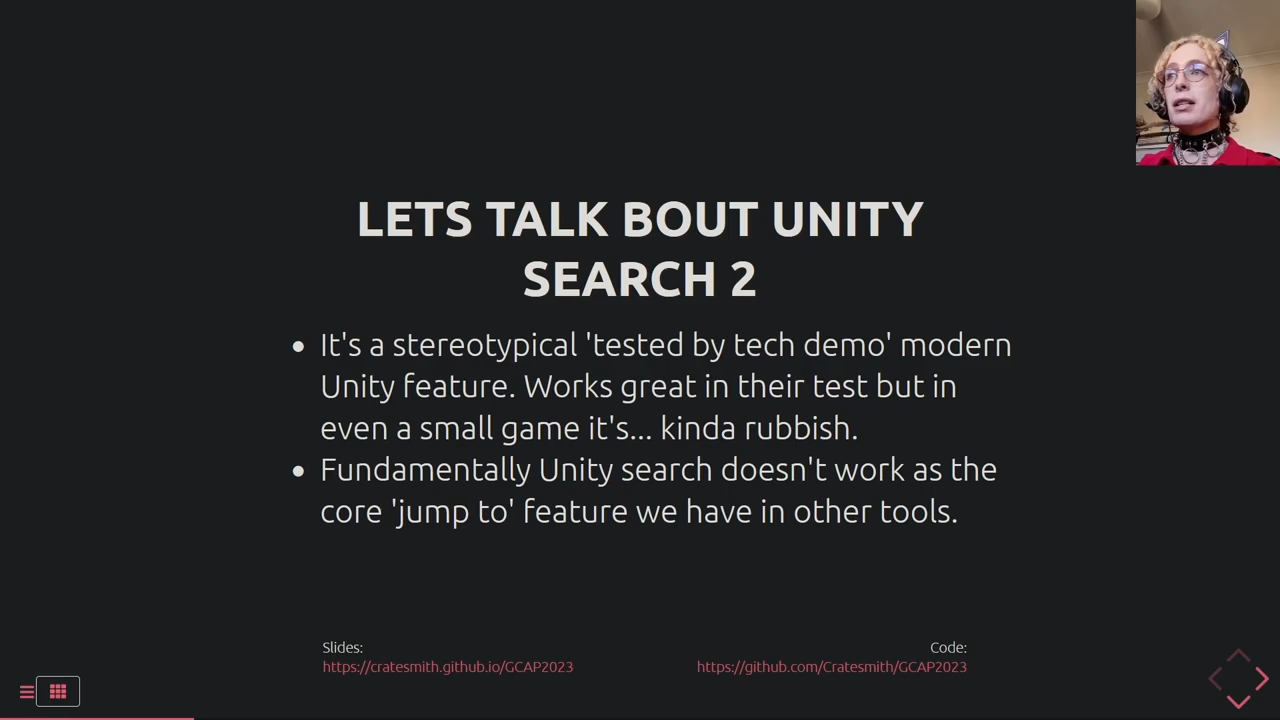 LETS TALK BOUT UNITY
SEARCH 2
It's a stereotypical 'tested by tech demo' modern
Unity feature. Works great in their test but in
even a small game it's... kinda rubbish.
Fundamentally Unity search doesn't work as the
core 'jump to' feature we have in other tools.
Slides:
https://cratesmith.github.io/GCAP2023
Code:
https://github.com/Cratesmith/GCAP2023